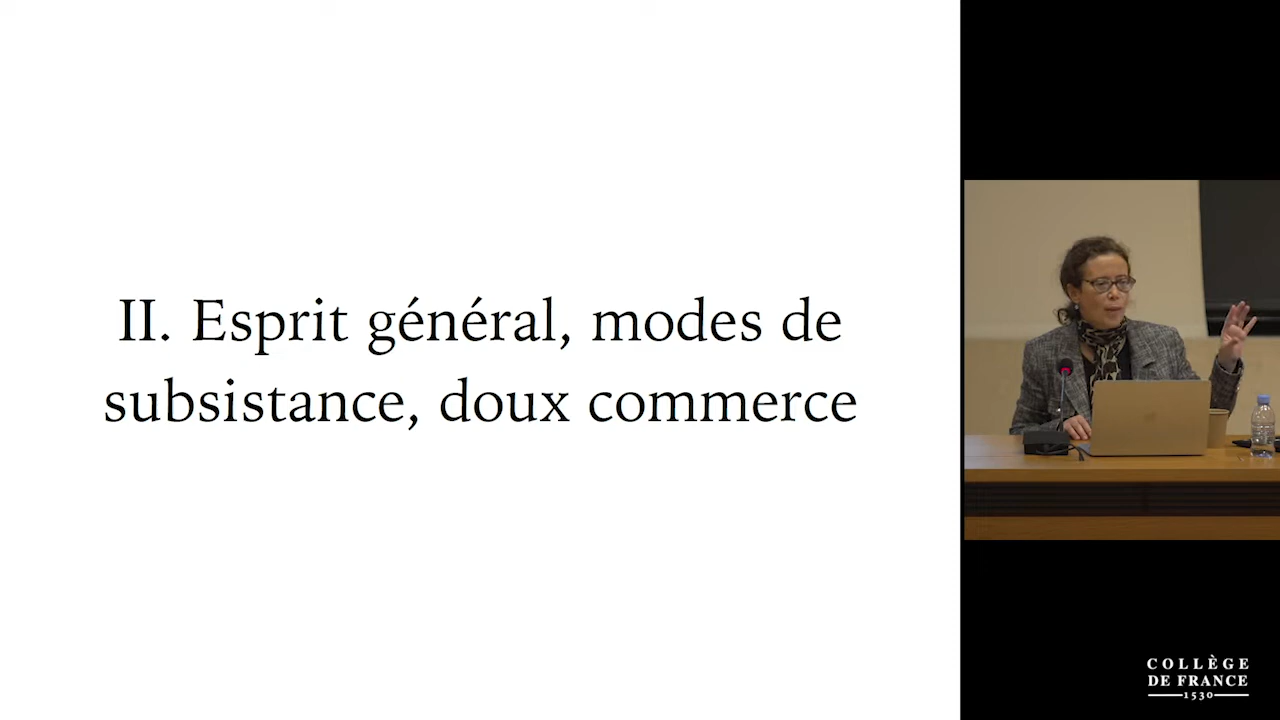 II. Esprit général, modes de
subsistance, doux commerce
COLLÈGE
DE FRANCE
1530